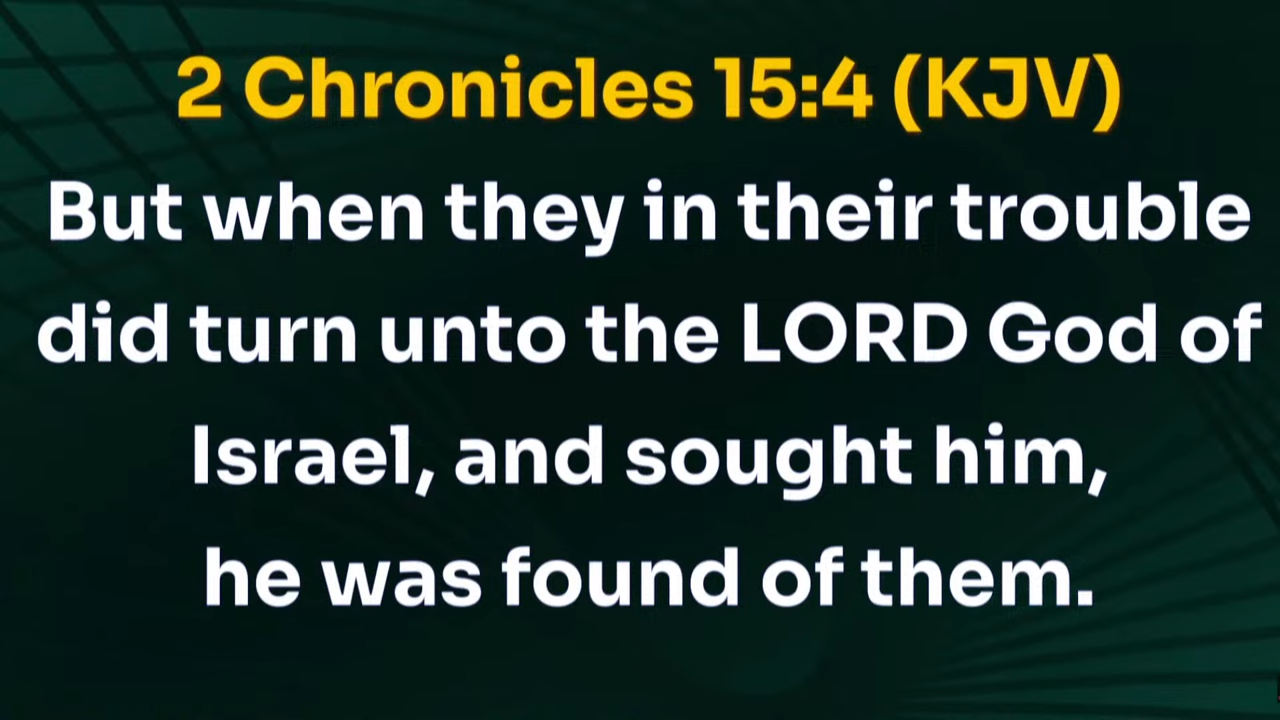 2 Chronicles 15:4 (KJV)
But when they in their trouble
did turn unto the LORD God of
Israel, and sought him,
he was found of them.